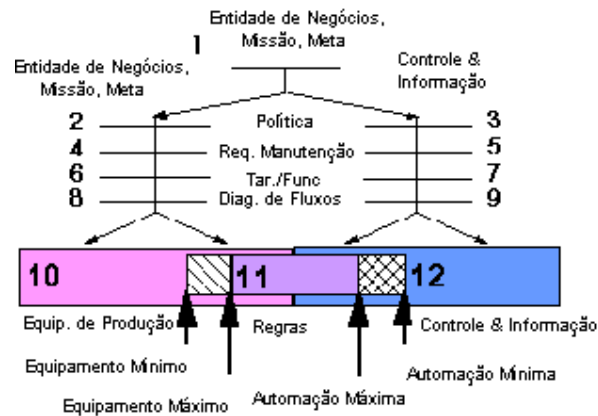 Entidade de Negócios,
Missão, Meta
1
Entidade de Negócios,
Missão, Meta
Controle &
Informação
2 Política 3
4 Req. Manutenção 5
6 Tar./Func 7
8 Diag. de Fluxos 9
10 11 12
Equip. de Produção Regras Controle & Informação
Equipamento Mínimo Automação Mínima
Equipamento Máximo Automação Máxima